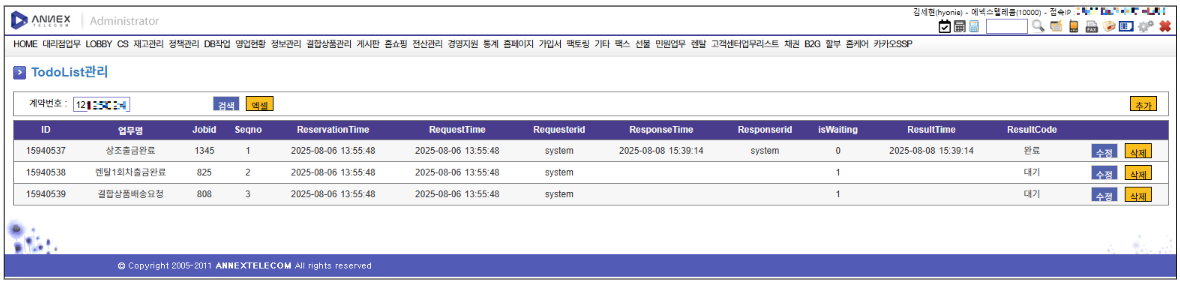 김세현(hyonie) - 에넥스텔레콤(10000) - 접속IP :
ANNEX TELECOM Administrator
HOME 대리점업무 LOBBY CS 재고관리 정책관리 DB작업 영업현황 정보관리 결합상품관리 게시판 홈쇼핑 전산관리 경영지원 통계 홈페이지 가입서 팩토링 기타 팩스 선물 민원업무 렌탈 고객센터업무리스트 채권 B2G 할부 홈케어 카카오SSP
TodoList관리
계약번호 : 검색 엑셀 추가
ID 업무명 Jobid Seqno ReservationTime RequestTime Requesterid ResponseTime Responserid isWaiting ResultTime ResultCode
15940537 상조출금완료 1345 1 2025-08-06 13:55:48 2025-08-06 13:55:48 system 2025-08-08 15:39:14 system 0 2025-08-08 15:39:14 완료 수정 삭제
15940538 렌탈1회차출금완료 825 2 2025-08-06 13:55:48 2025-08-06 13:55:48 system 1 대기 수정 삭제
15940539 결합상품배송요청 808 3 2025-08-06 13:55:48 2025-08-06 13:55:48 system 1 대기 수정 삭제
© Copyright 2005-2011 ANNEXTELECOM All rights reserved